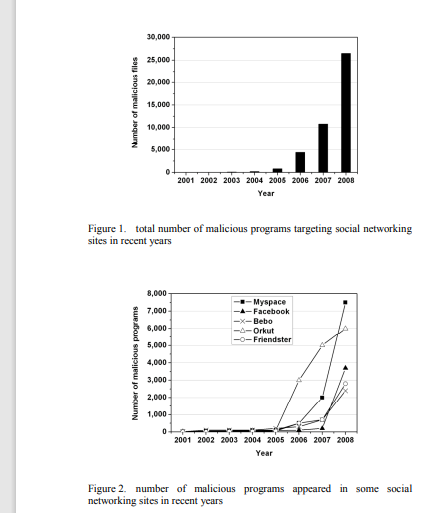 30,000
25,000
20,000
15,000
10,000
5,000
0
Number of malicious files
2001 2002 2003 2004 2005 2006 2007 2008
Year
Figure 1. total number of malicious programs targeting social networking
sites in recent years
8,000
7,000
6,000
5,000
4,000
3,000
2,000
1,000
0
Number of malicious programs
Myspace
Facebook
Bebo
Orkut
Friendster
2001 2002 2003 2004 2005 2006 2007 2008
Year
Figure 2. number of malicious programs appeared in some social
networking sites in recent years